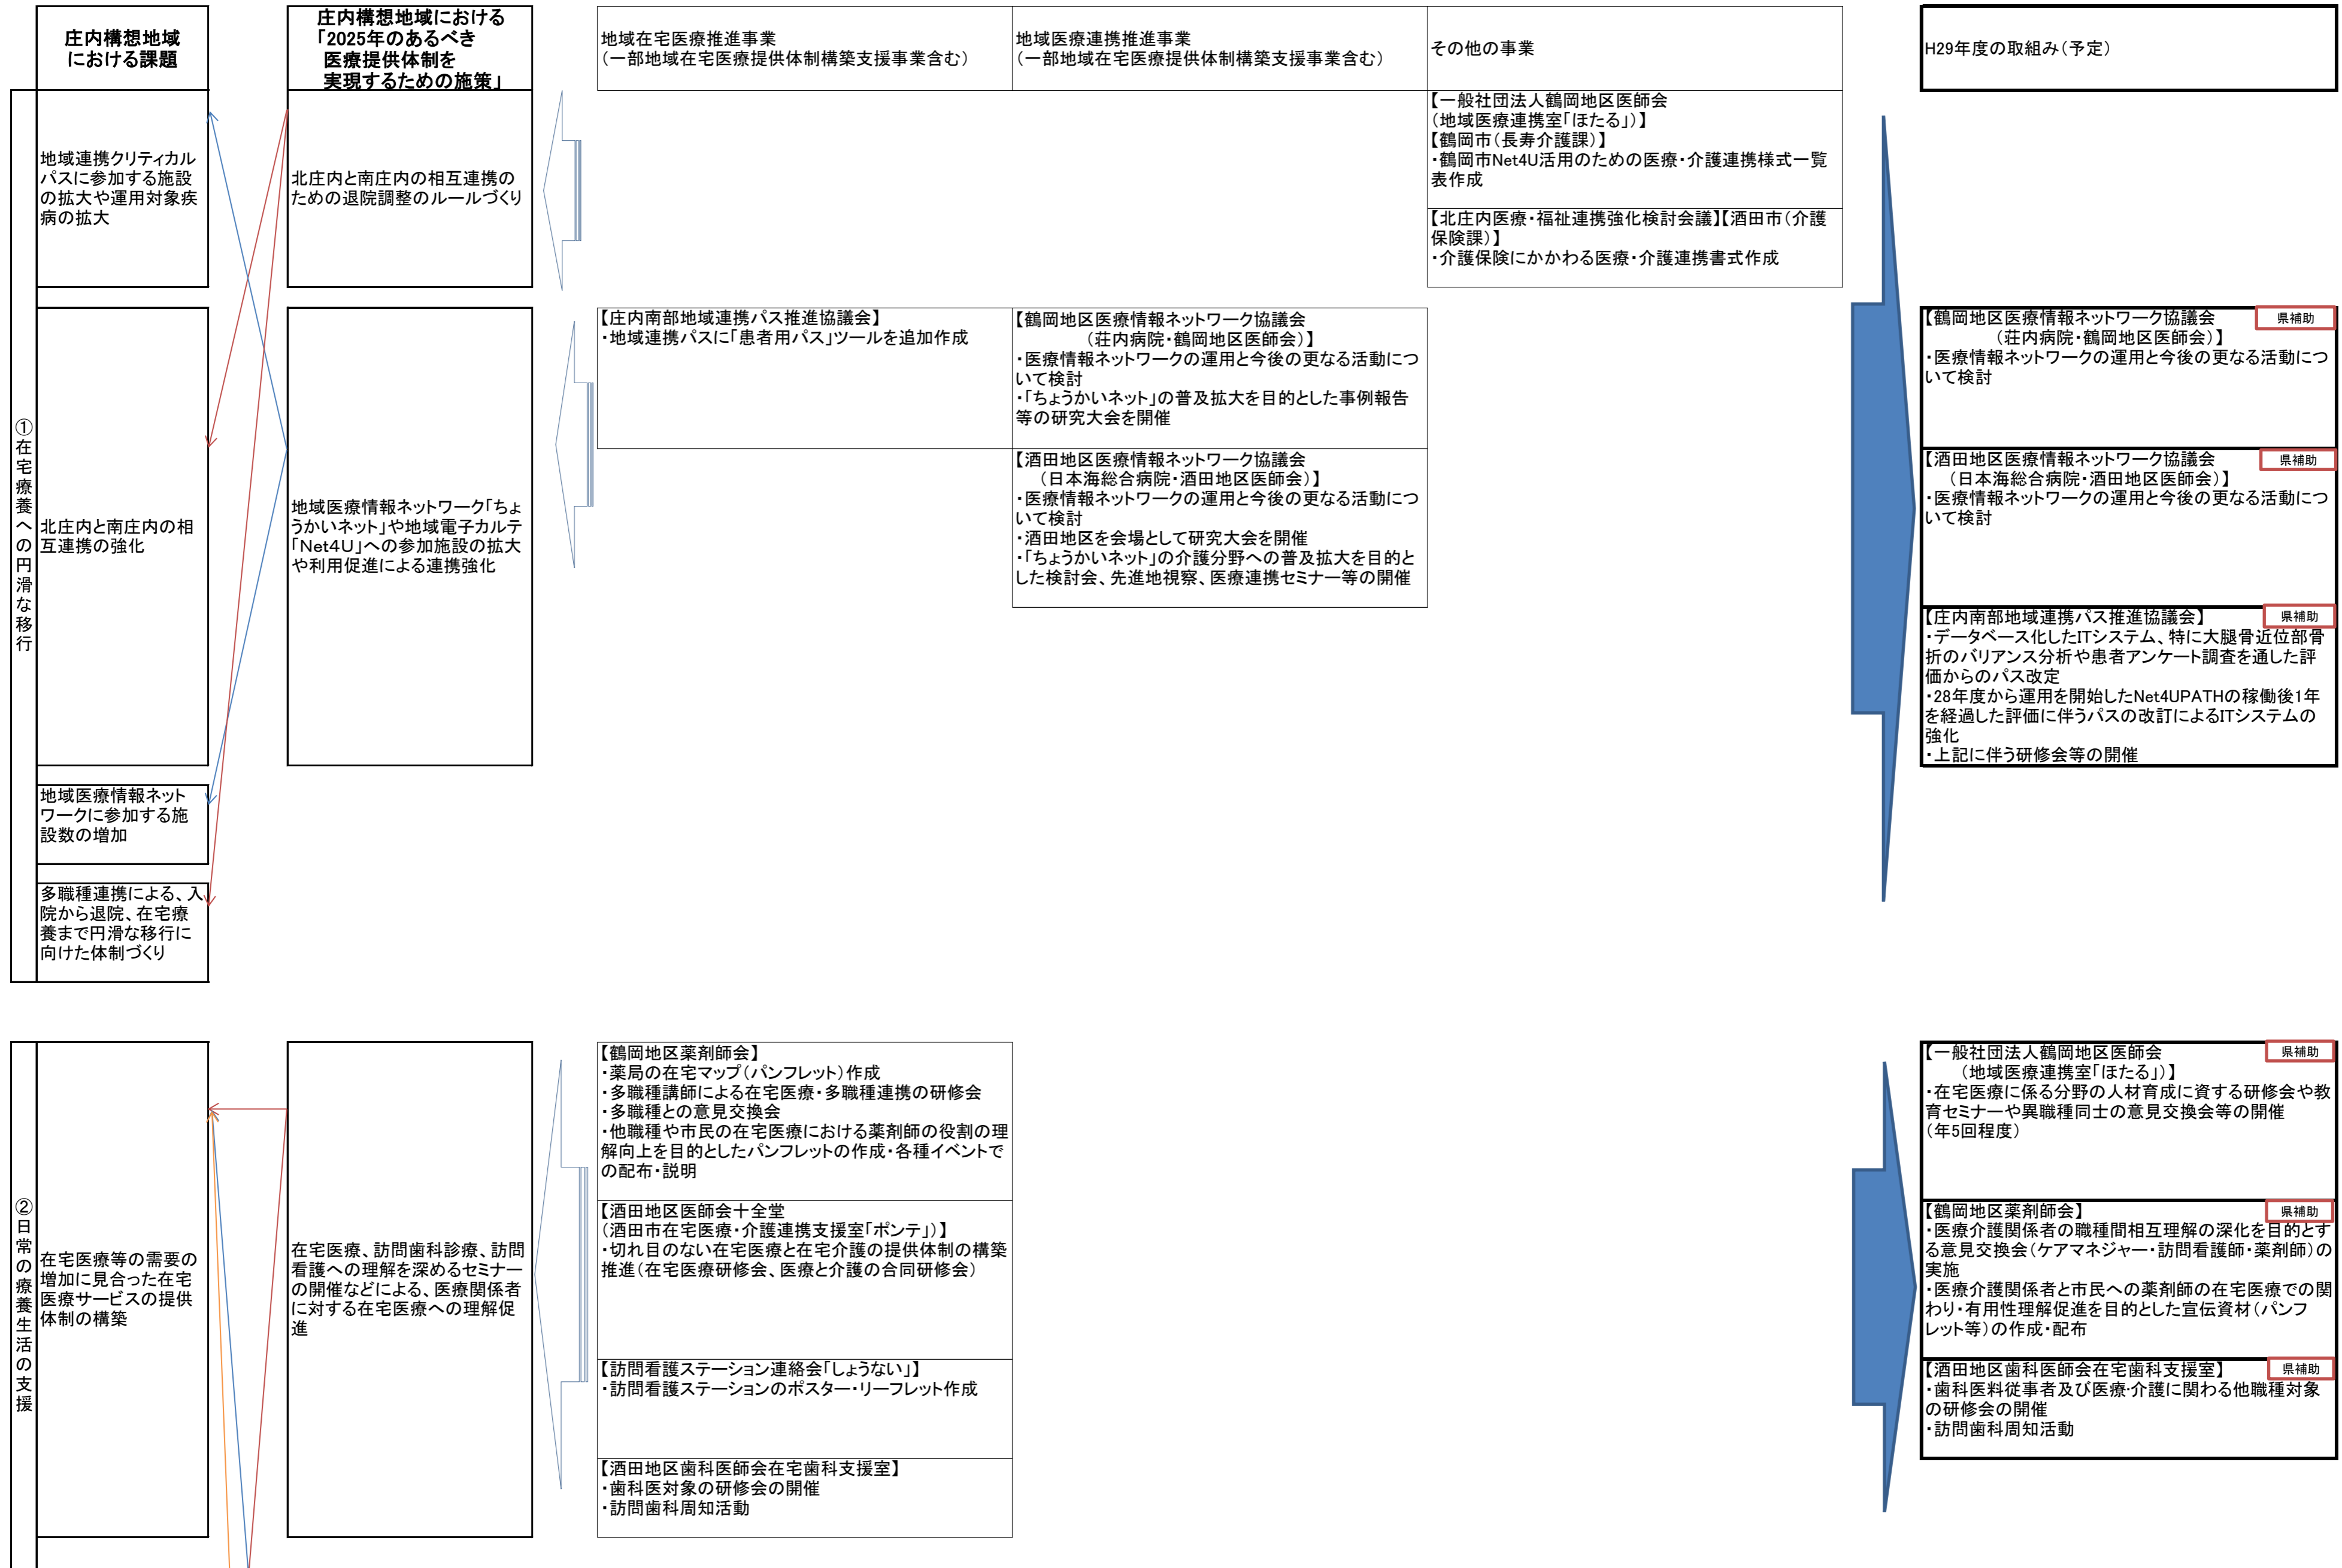 庄内構想地域
における課題
庄内構想地域における
「2025年のあるべき
医療提供体制を
実現するための施策」
地域在宅医療推進事業
(一部地域在宅医療提供体制構築支援事業含む)
地域医療連携推進事業
(一部地域在宅医療提供体制構築支援事業含む)
その他の事業
H29年度の取組み(予定)
①在宅療養への円滑な移行
地域連携クリティカル
パスに参加する施設
の拡大や運用対象疾
病の拡大
北庄内と南庄内の相互連携の
ための退院調整のルールづくり
【一般社団法人鶴岡地区医師会
(地域医療連携室「ほたる」)】
【鶴岡市(長寿介護課)】
・鶴岡市Net4U活用のための医療・介護連携様式一覧
表作成
【北庄内医療・福祉連携強化検討会議】【酒田市(介護
保険課)】
・介護保険にかかわる医療・介護連携書式作成
北庄内と南庄内の相
互連携の強化
地域医療情報ネットワーク「ちょ
うかいネット」や地域電子カルテ
「Net4U」への参加施設の拡大
や利用促進による連携強化
【庄内南部地域連携パス推進協議会】
・地域連携パスに「患者用パス」ツールを追加作成
【鶴岡地区医療情報ネットワーク協議会
(荘内病院・鶴岡地区医師会)】
・医療情報ネットワークの運用と今後の更なる活動につ
いて検討
・「ちょうかいネット」の普及拡大を目的とした事例報告
等の研究大会を開催
【酒田地区医療情報ネットワーク協議会
(日本海総合病院・酒田地区医師会)】
・医療情報ネットワークの運用と今後の更なる活動につ
いて検討
・酒田地区を会場として研究大会を開催
・「ちょうかいネット」の介護分野への普及拡大を目的と
した検討会、先進地視察、医療連携セミナー等の開催
【鶴岡地区医療情報ネットワーク協議会
県補助
(荘内病院・鶴岡地区医師会)】
・医療情報ネットワークの運用と今後の更なる活動につ
いて検討
【酒田地区医療情報ネットワーク協議会
県補助
(日本海総合病院・酒田地区医師会)】
・医療情報ネットワークの運用と今後の更なる活動につ
いて検討
【庄内南部地域連携パス推進協議会】
県補助
・データベース化したITシステム、特に大腿骨近位部骨
折のバリアンス分析や患者アンケート調査を通した評
価からのパス改定
・28年度から運用を開始したNet4UPATHの稼働後1年
を経過した評価に伴うパスの改訂によるITシステムの
強化
・上記に伴う研修会等の開催
地域医療情報ネット
ワークに参加する施
設数の増加
多職種連携による、入
院から退院、在宅療
養まで円滑な移行に
向けた体制づくり
②日常の療養生活の支援
在宅医療等の需要の
増加に見合った在宅
医療サービスの提供
体制の構築
在宅医療、訪問歯科診療、訪問
看護への理解を深めるセミナー
の開催などによる、医療関係者
に対する在宅医療への理解促
進
【鶴岡地区薬剤師会】
・薬局の在宅マップ(パンフレット)作成
・多職種講師による在宅医療・多職種連携の研修会
・多職種との意見交換会
・他職種や市民の在宅医療における薬剤師の役割の理
解向上を目的としたパンフレットの作成・各種イベントで
の配布・説明
【酒田地区医師会十全堂
(酒田市在宅医療・介護連携支援室「ポンテ」)】
・切れ目のない在宅医療と在宅介護の提供体制の構築
推進(在宅医療研修会、医療と介護の合同研修会)
【訪問看護ステーション連絡会「しょうない」】
・訪問看護ステーションのポスター・リーフレット作成
【酒田地区歯科医師会在宅歯科支援室】
・歯科医対象の研修会の開催
・訪問歯科周知活動
【一般社団法人鶴岡地区医師会
県補助
(地域医療連携室「ほたる」)】
・在宅医療に係る分野の人材育成に資する研修会や教
育セミナーや異職種同士の意見交換会等の開催
(年5回程度)
【鶴岡地区薬剤師会】
県補助
・医療介護関係者の職種間相互理解の深化を目的とす
る意見交換会(ケアマネジャー・訪問看護師・薬剤師)の
実施
・医療介護関係者と市民への薬剤師の在宅医療での関
わり・有用性理解促進を目的とした宣伝資材(パンフ
レット等)の作成・配布
【酒田地区歯科医師会在宅歯科支援室】
県補助
・歯科医料従事者及び医療・介護に関わる他職種対象
の研修会の開催
・訪問歯科周知活動